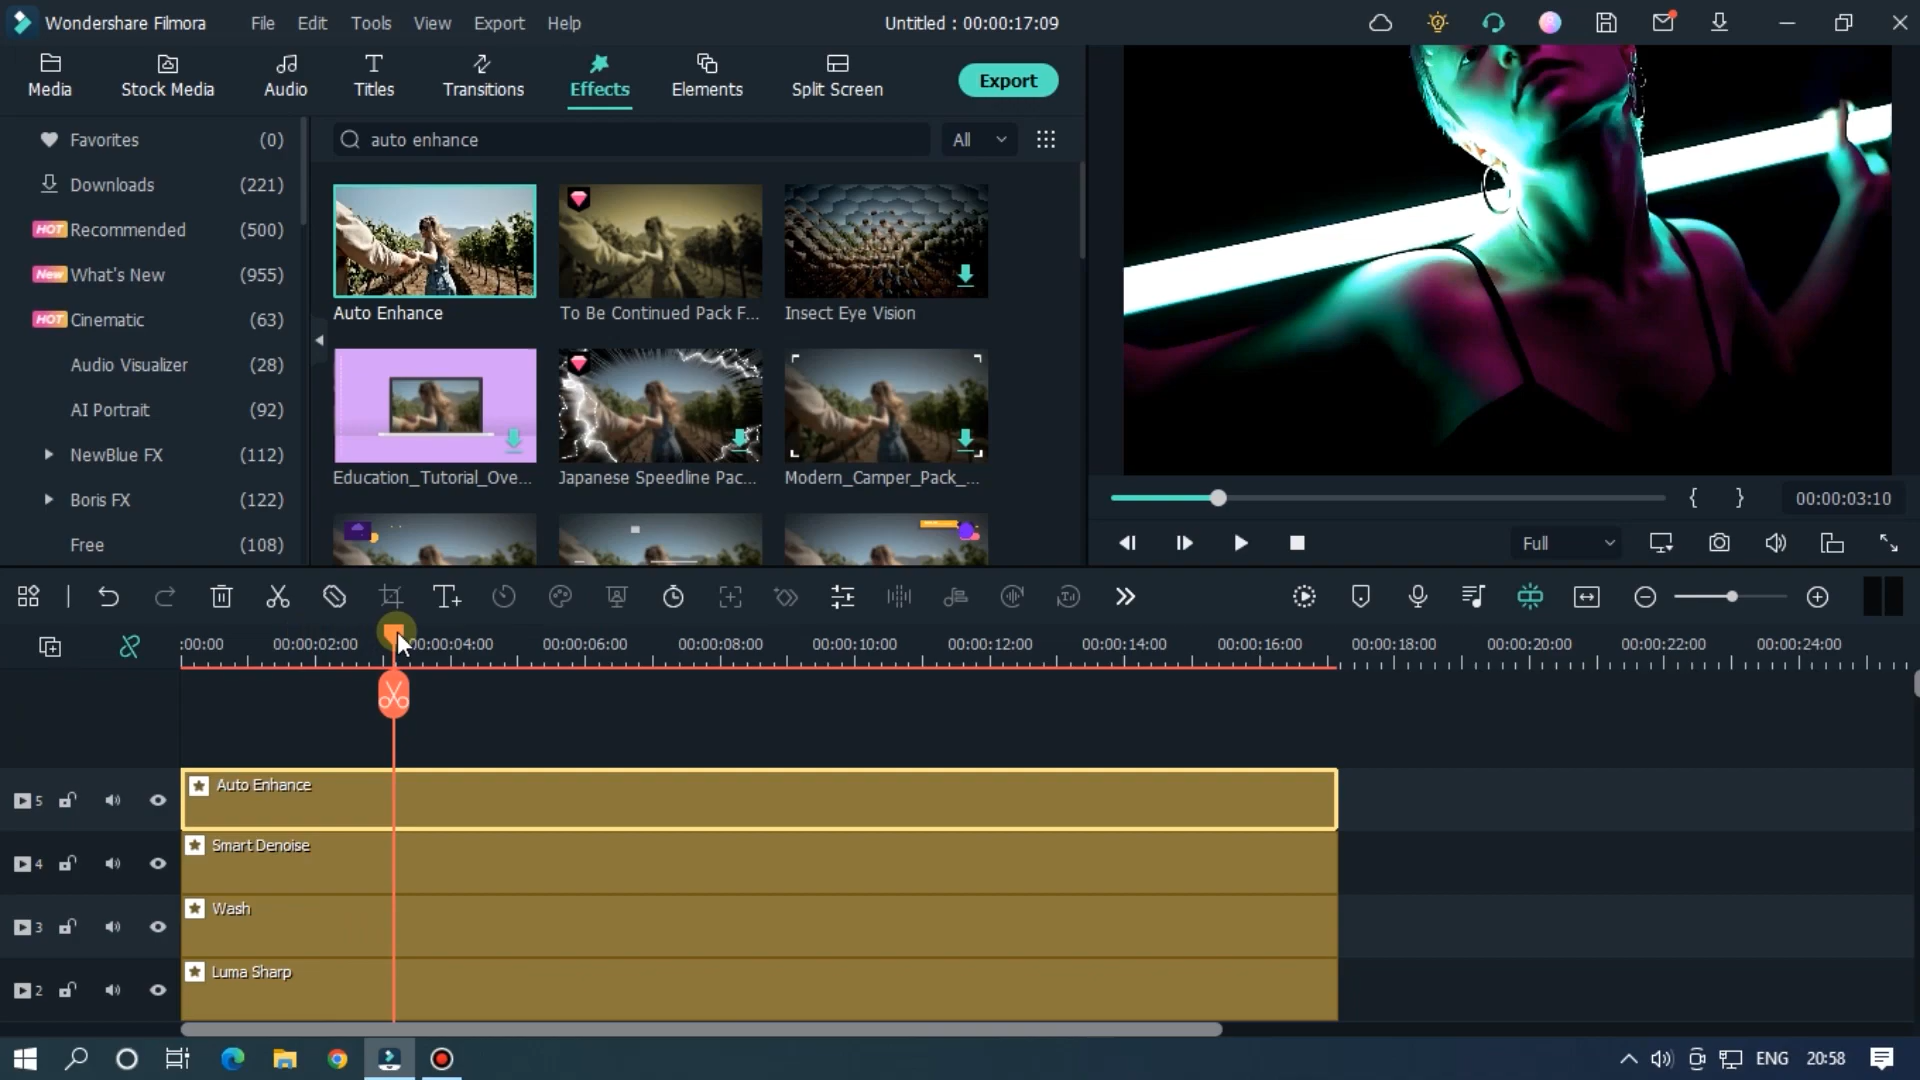 Wondershare Filmora
File
Edit
Tools
View
Export
Help
Untitled : 00:00:17:09
Media
Stock Media
Audio
Titles
Transitions
Effects
Elements
Split Screen
Export
Favorites (0)
Downloads (221)
HOT Recommended (500)
New What's New (955)
HOT Cinematic (63)
Audio Visualizer (28)
AI Portrait (92)
NewBlue FX (112)
Boris FX (122)
Free (108)
auto enhance
All
Auto Enhance
To Be Continued Pack F...
Insect Eye Vision
Education_Tutorial_Ove...
Japanese Speedline Pac...
Modern_Camper_Pack_...
{ }
00:00:03:10
Full
:00:00
00:00:02:00
00:00:04:00
00:00:06:00
00:00:08:00
00:00:10:00
00:00:12:00
00:00:14:00
00:00:16:00
00:00:18:00
00:00:20:00
00:00:22:00
00:00:24:00
5
Auto Enhance
4
Smart Denoise
3
Wash
2
Luma Sharp
ENG
20:58